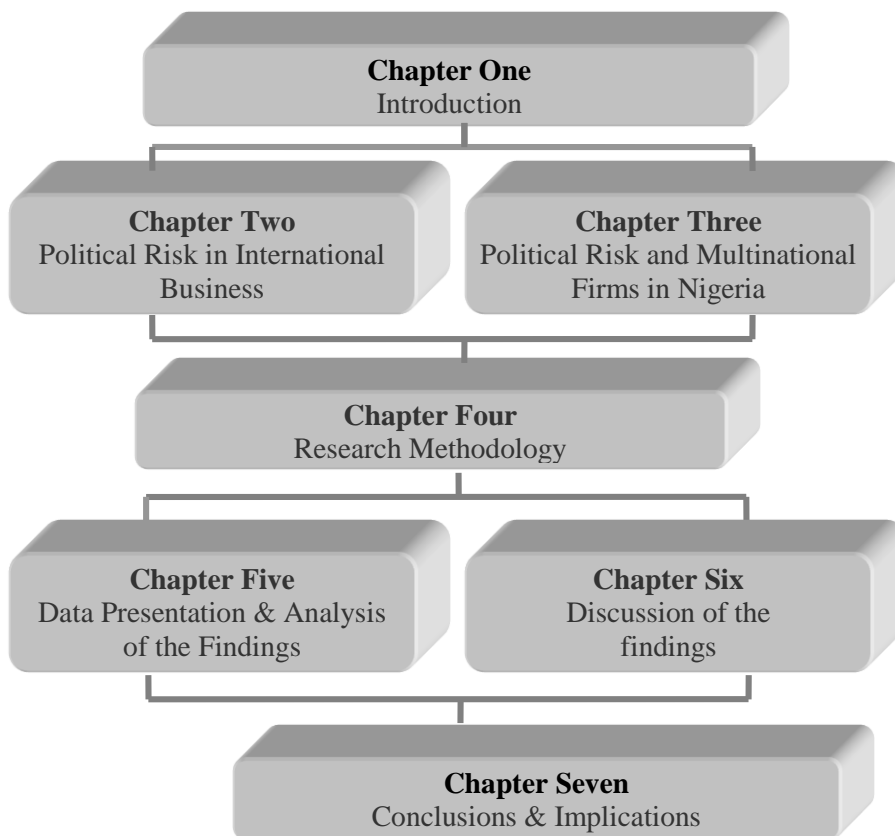 Chapter One
Introduction
Chapter Two
Political Risk in International
Business
Chapter Three
Political Risk and Multinational
Firms in Nigeria
Chapter Four
Research Methodology
Chapter Five
Data Presentation & Analysis
of the Findings
Chapter Six
Discussion of the
findings
Chapter Seven
Conclusions & Implications